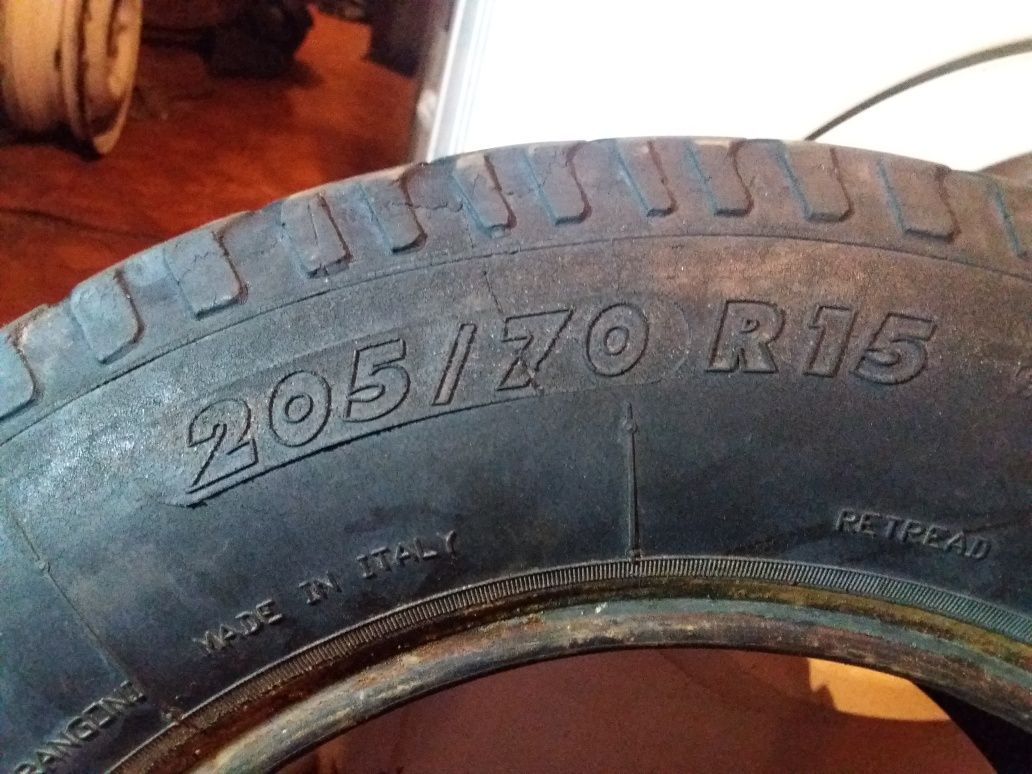 205/70 R15
MADE IN ITALY
RETREAD